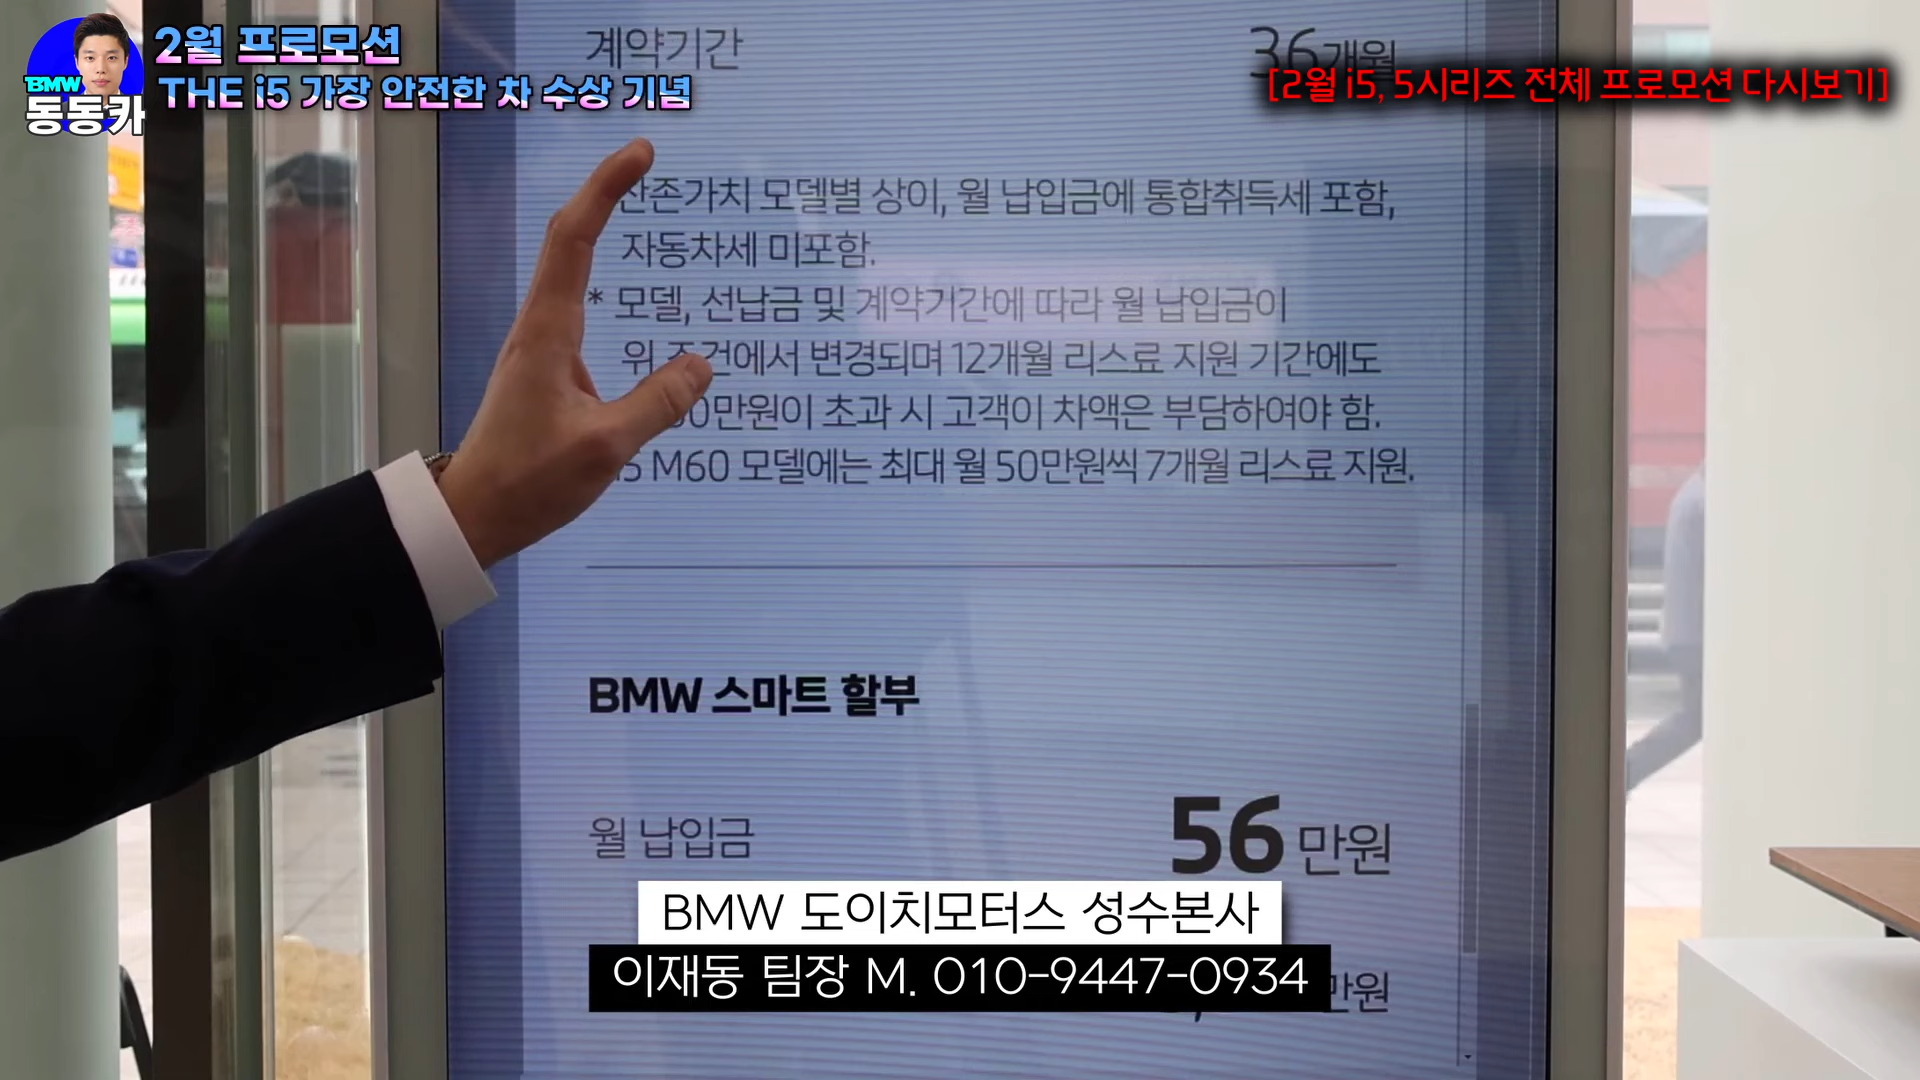 2월 프로모션
THE i5 가장 안전한 차 수상 기념
BMW
동동카
[2월 i5, 5시리즈 전체 프로모션 다시보기]
계약기간 36개월
잔존가치 모델별 상이, 월 납입금에 통합취득세 포함,
자동차세 미포함.
* 모델, 선납금 및 계약기간에 따라 월 납입금이
위 조건에서 변경되며 12개월 리스료 지원 기간에도
0만원이 초과 시 고객이 차액은 부담하여야 함.
i5 M60 모델에는 최대 월 50만원씩 7개월 리스료 지원.
BMW 스마트 할부
월 납입금 56 만원
BMW 도이치모터스 성수본사
이재동 팀장 M. 010-9447-0934
만원